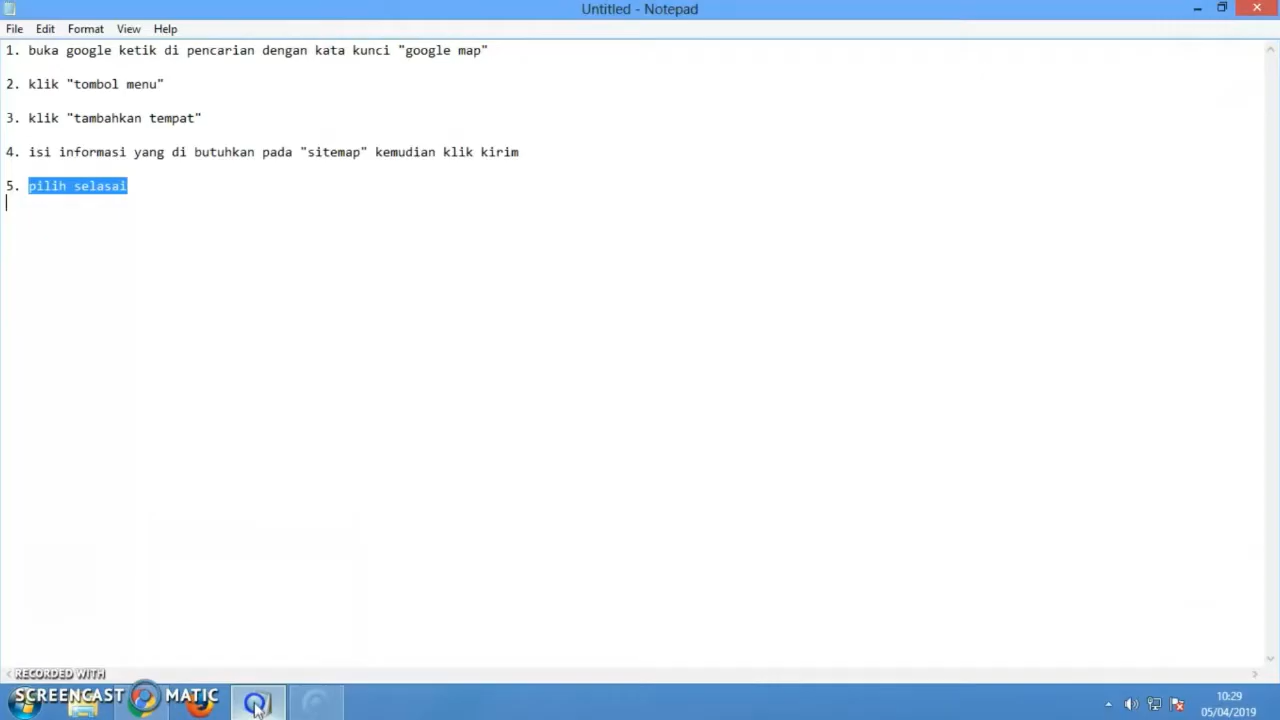 Untitled - Notepad
File Edit Format View Help
1. buka google ketik di pencarian dengan kata kunci "google map"
2. klik "tombol menu"
3. klik "tambahkan tempat"
4. isi informasi yang di butuhkan pada "sitemap" kemudian klik kirim
5. pilih selasai
RECORDED WITH
SCREENCAST MATIC
10:29
05/04/2019